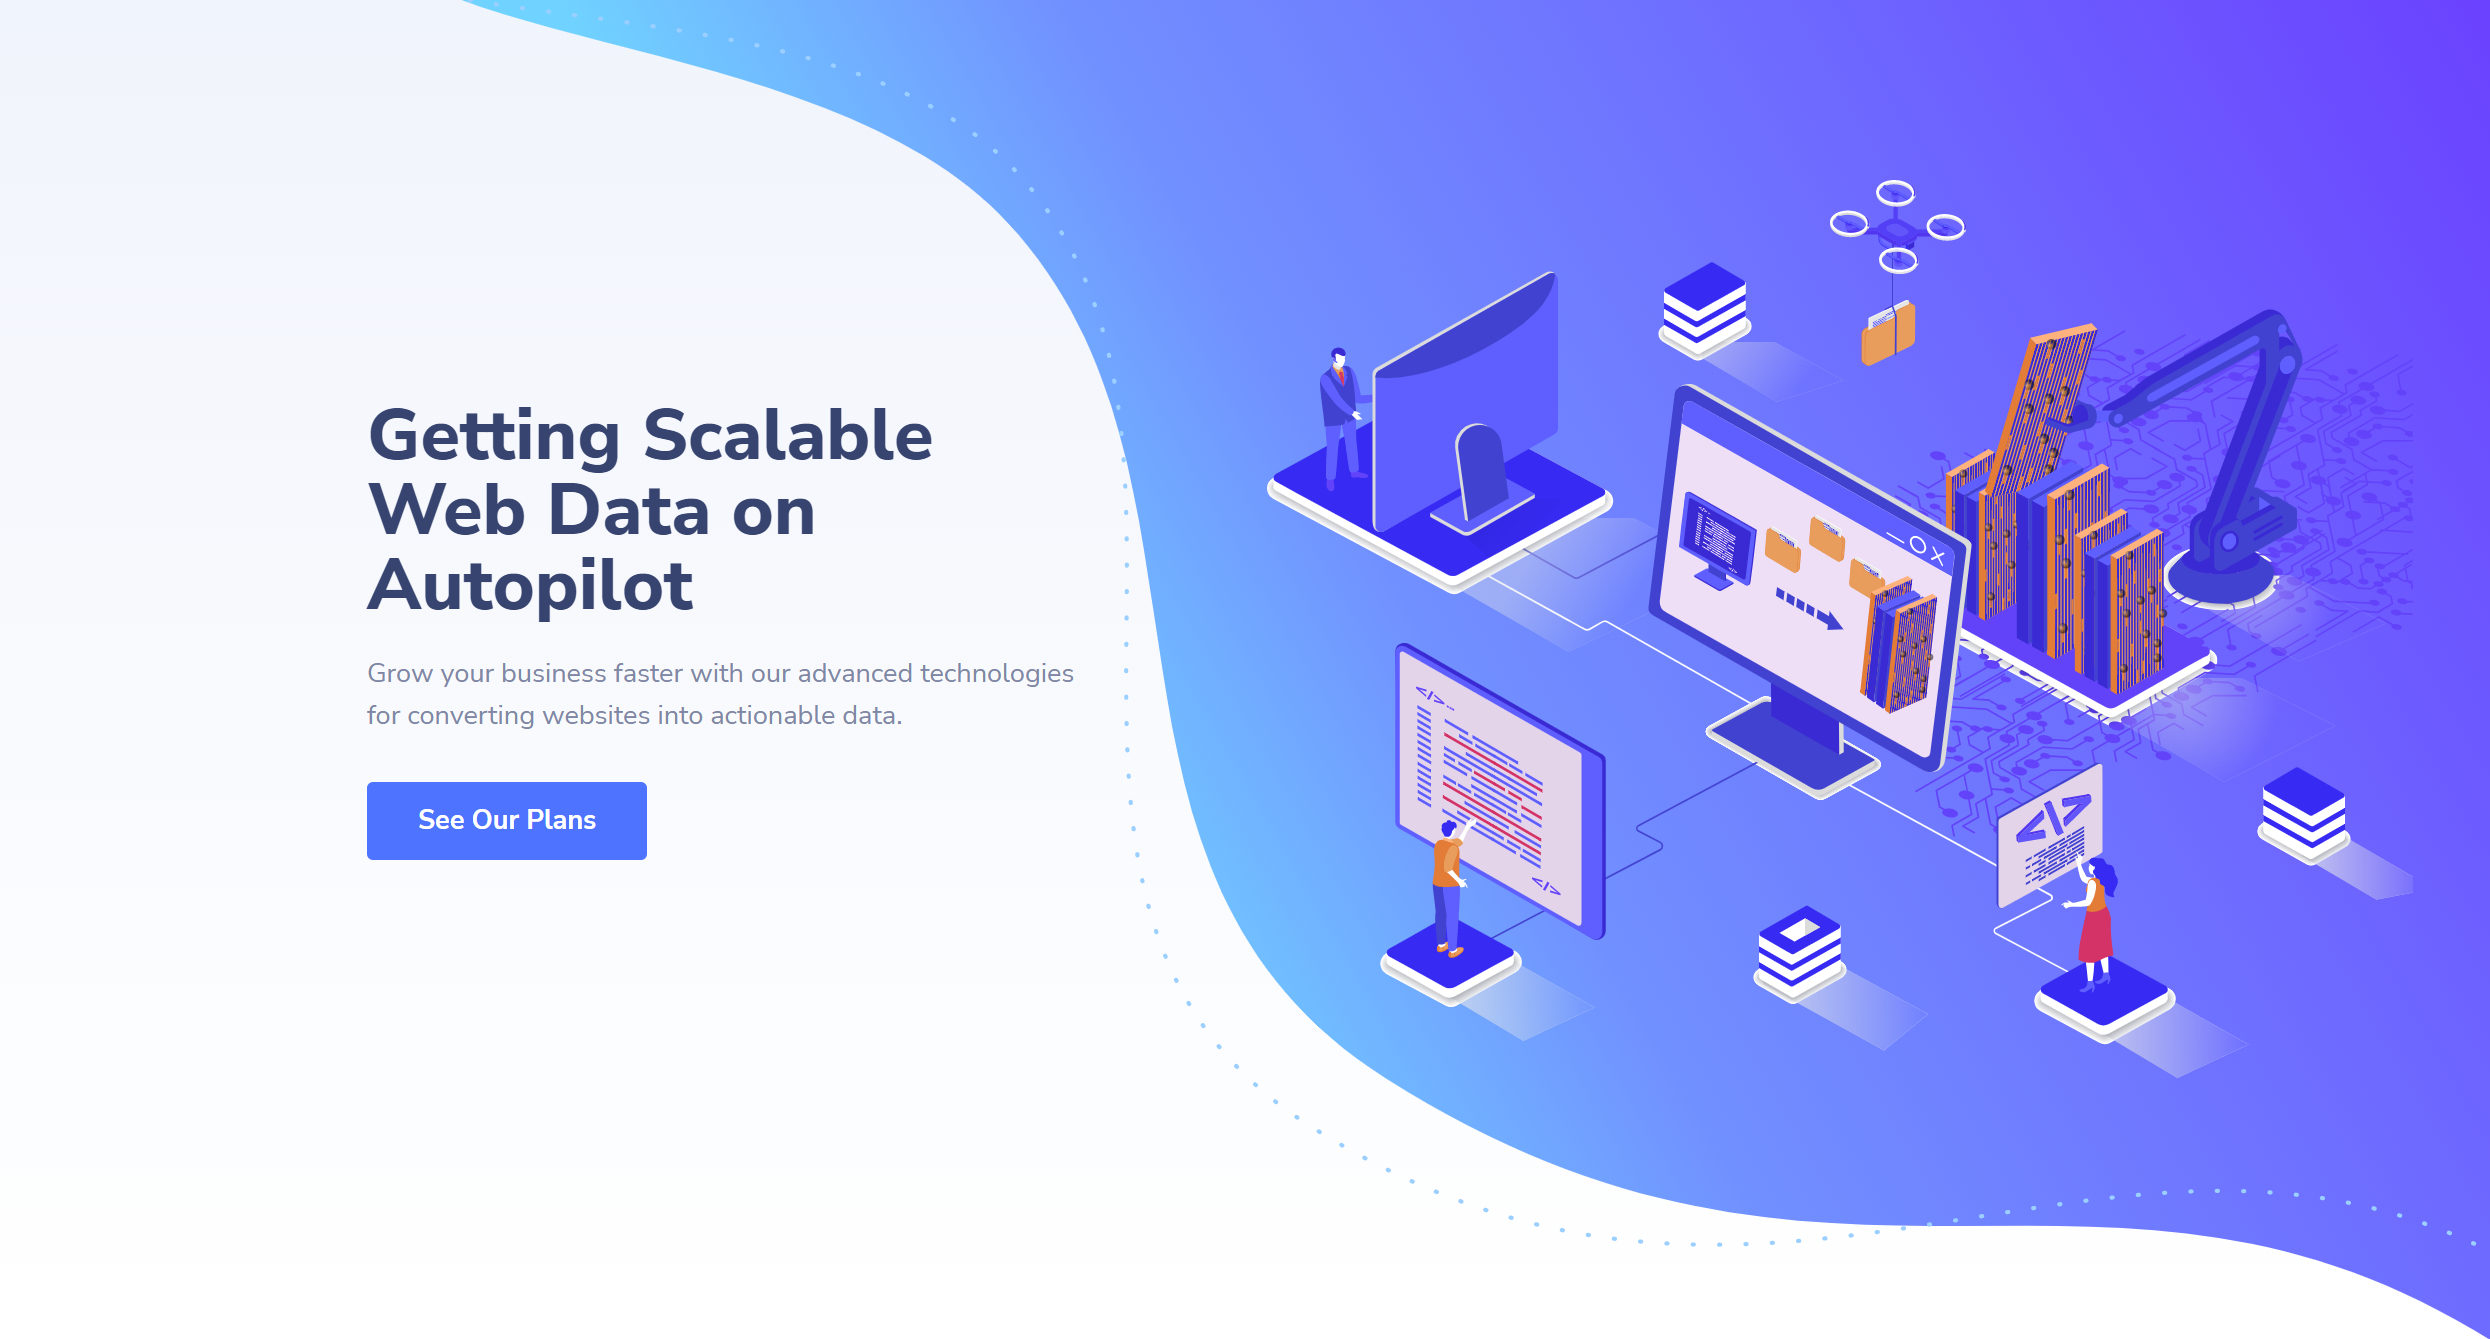 Getting Scalable
Web Data on
Autopilot
Grow your business faster with our advanced technologies
for converting websites into actionable data.
See Our Plans